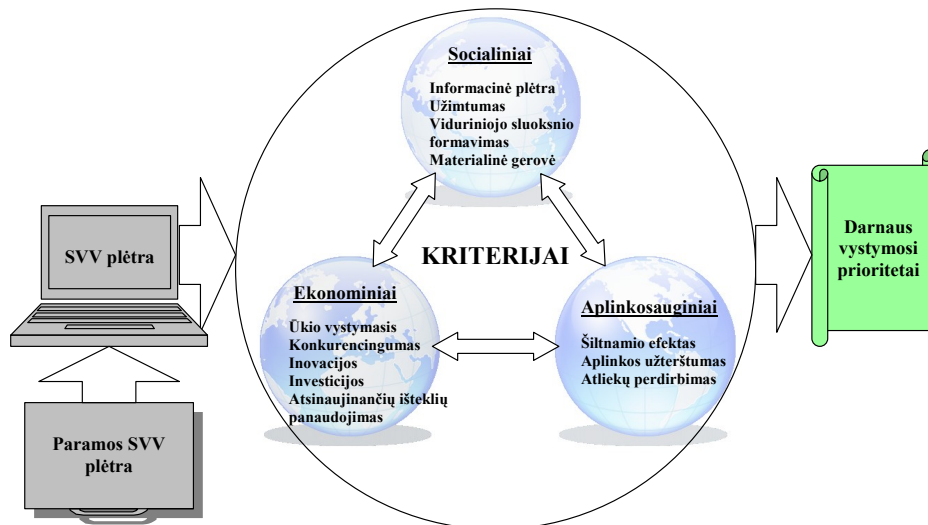 Socialiniai
Informacinė plėtra
Užimtumas
Viduriniojo sluoksnio
formavimas
Materialinė gerovė
SVV plėtra
KRITERIJAI
Darnaus
vystymosi
prioritetai
Ekonominiai
Ūkio vystymasis
Konkurencingumas
Inovacijos
Investicijos
Atsinaujinančių išteklių
panaudojimas
Aplinkosauginiai
Šiltnamio efektas
Aplinkos užterštumas
Atliekų perdirbimas
Paramos SVV
plėtra